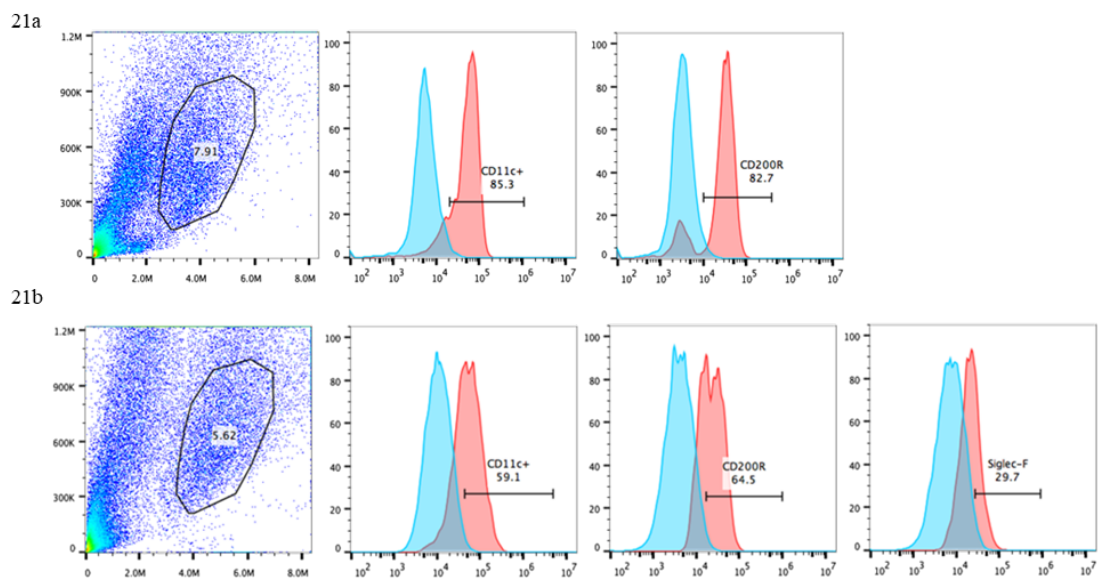 21a
1.2M
900K
600K
300K
0
7.91
0 2.0M 4.0M 6.0M 8.0M
100
80
60
40
20
0
CD11c+
85.3
10² 10³ 10⁴ 10⁵ 10⁶ 10⁷
100
80
60
40
20
0
CD200R
82.7
10² 10³ 10⁴ 10⁵ 10⁶ 10⁷
21b
1.2M
900K
600K
300K
0
5.62
0 2.0M 4.0M 6.0M 8.0M
100
80
60
40
20
0
CD11c+
59.1
10² 10³ 10⁴ 10⁵ 10⁶ 10⁷
100
80
60
40
20
0
CD200R
64.5
10² 10³ 10⁴ 10⁵ 10⁶ 10⁷
100
80
60
40
20
0
Siglec-F
29.7
10² 10³ 10⁴ 10⁵ 10⁶ 10⁷